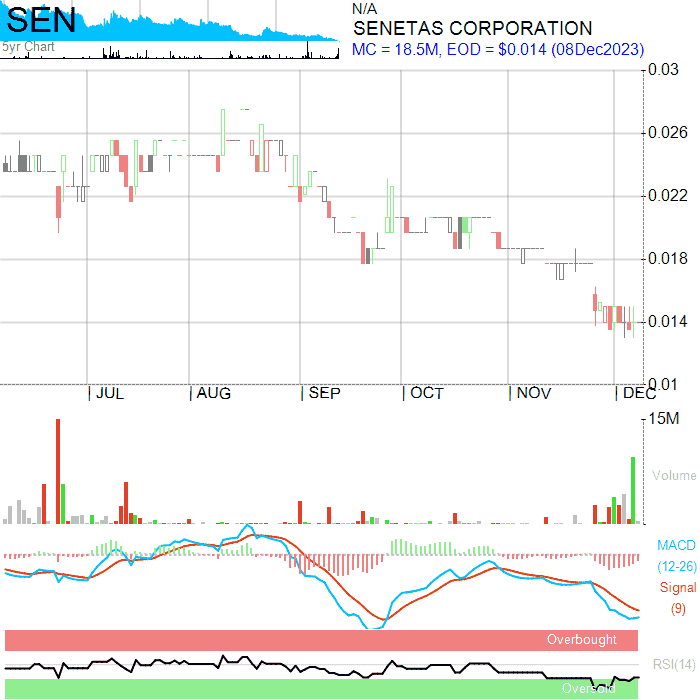 SEN
5yr Chart
N/A
SENETAS CORPORATION
MC = 18.5M, EOD = $0.014 (08Dec2023)
0.03
0.026
0.022
0.018
0.014
0.01
JUL AUG SEP OCT NOV DEC
15M
Volume
MACD
(12-26)
Signal
(9)
Overbought
RSI(14)
Oversold